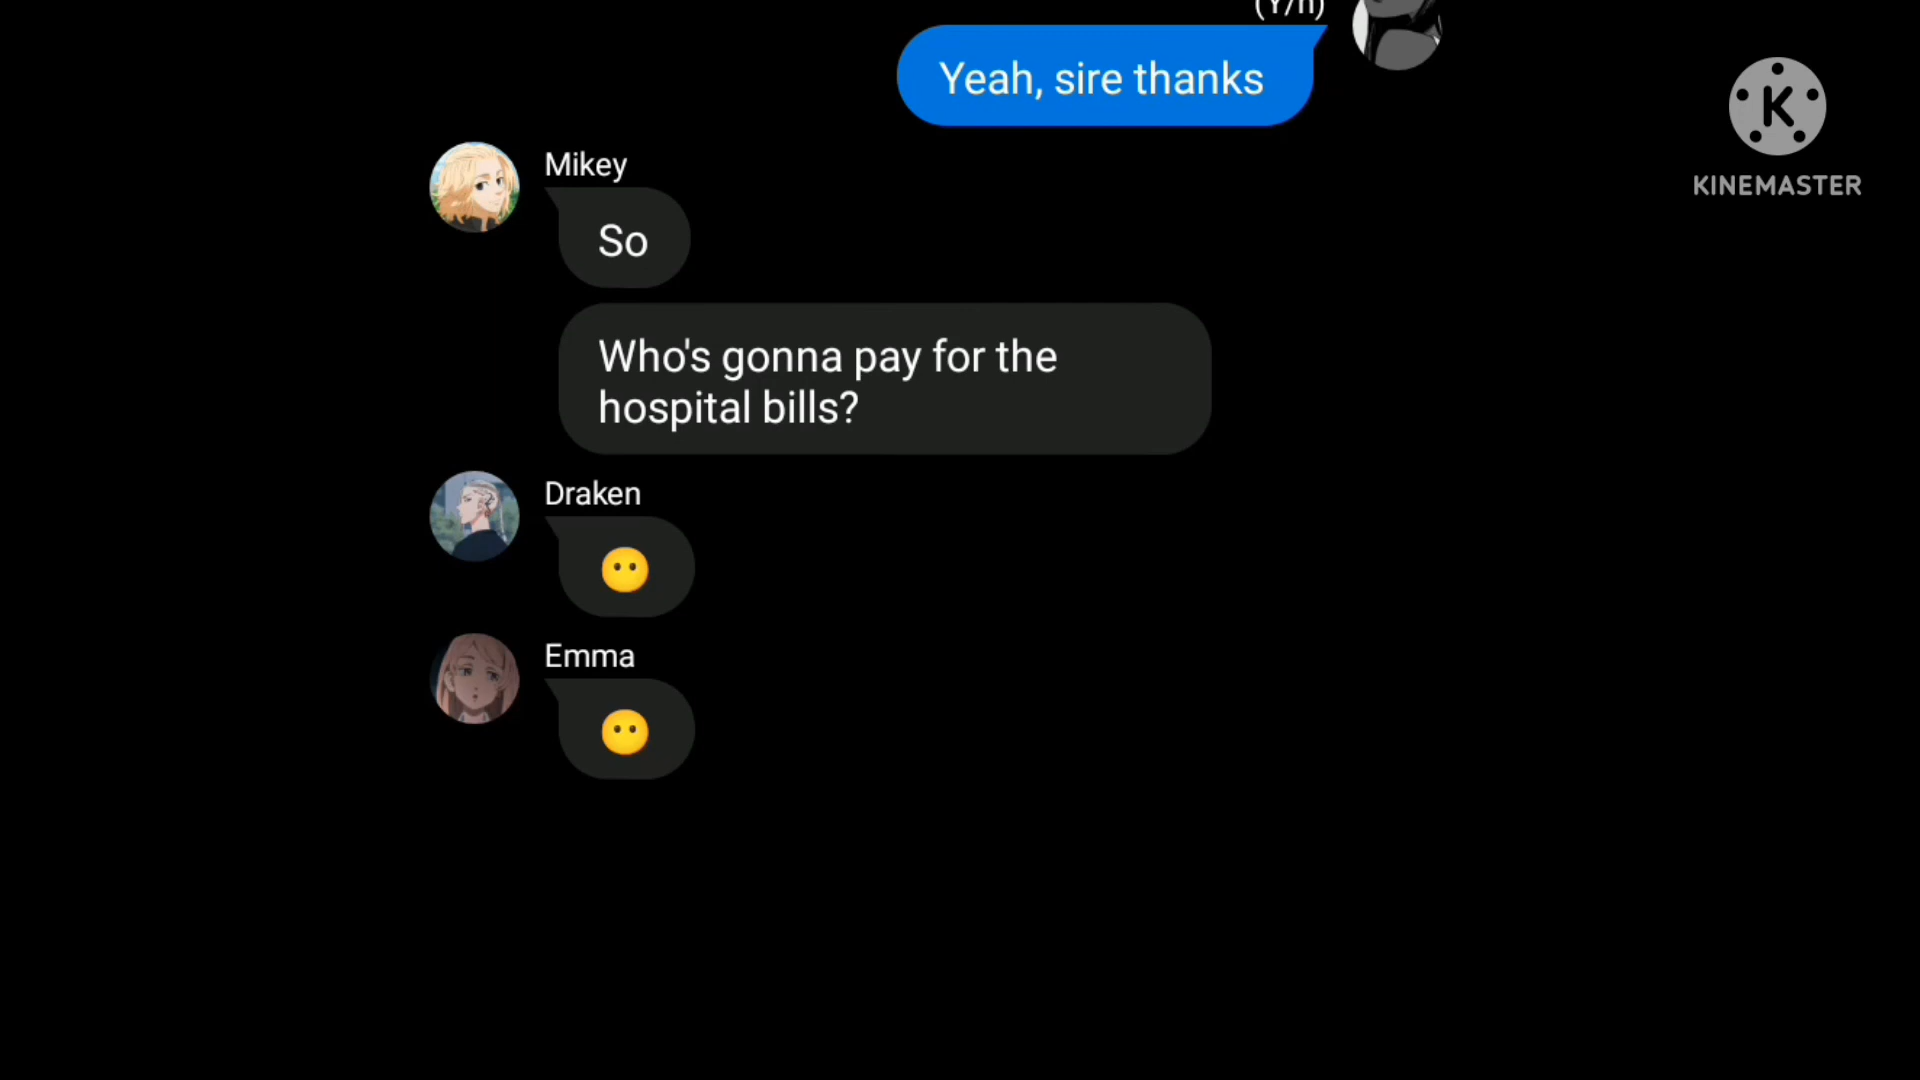 (Y/n)
Yeah, sire thanks
K
KINEMASTER
Mikey
So
Who's gonna pay for the
hospital bills?
Draken
😶
Emma
😶